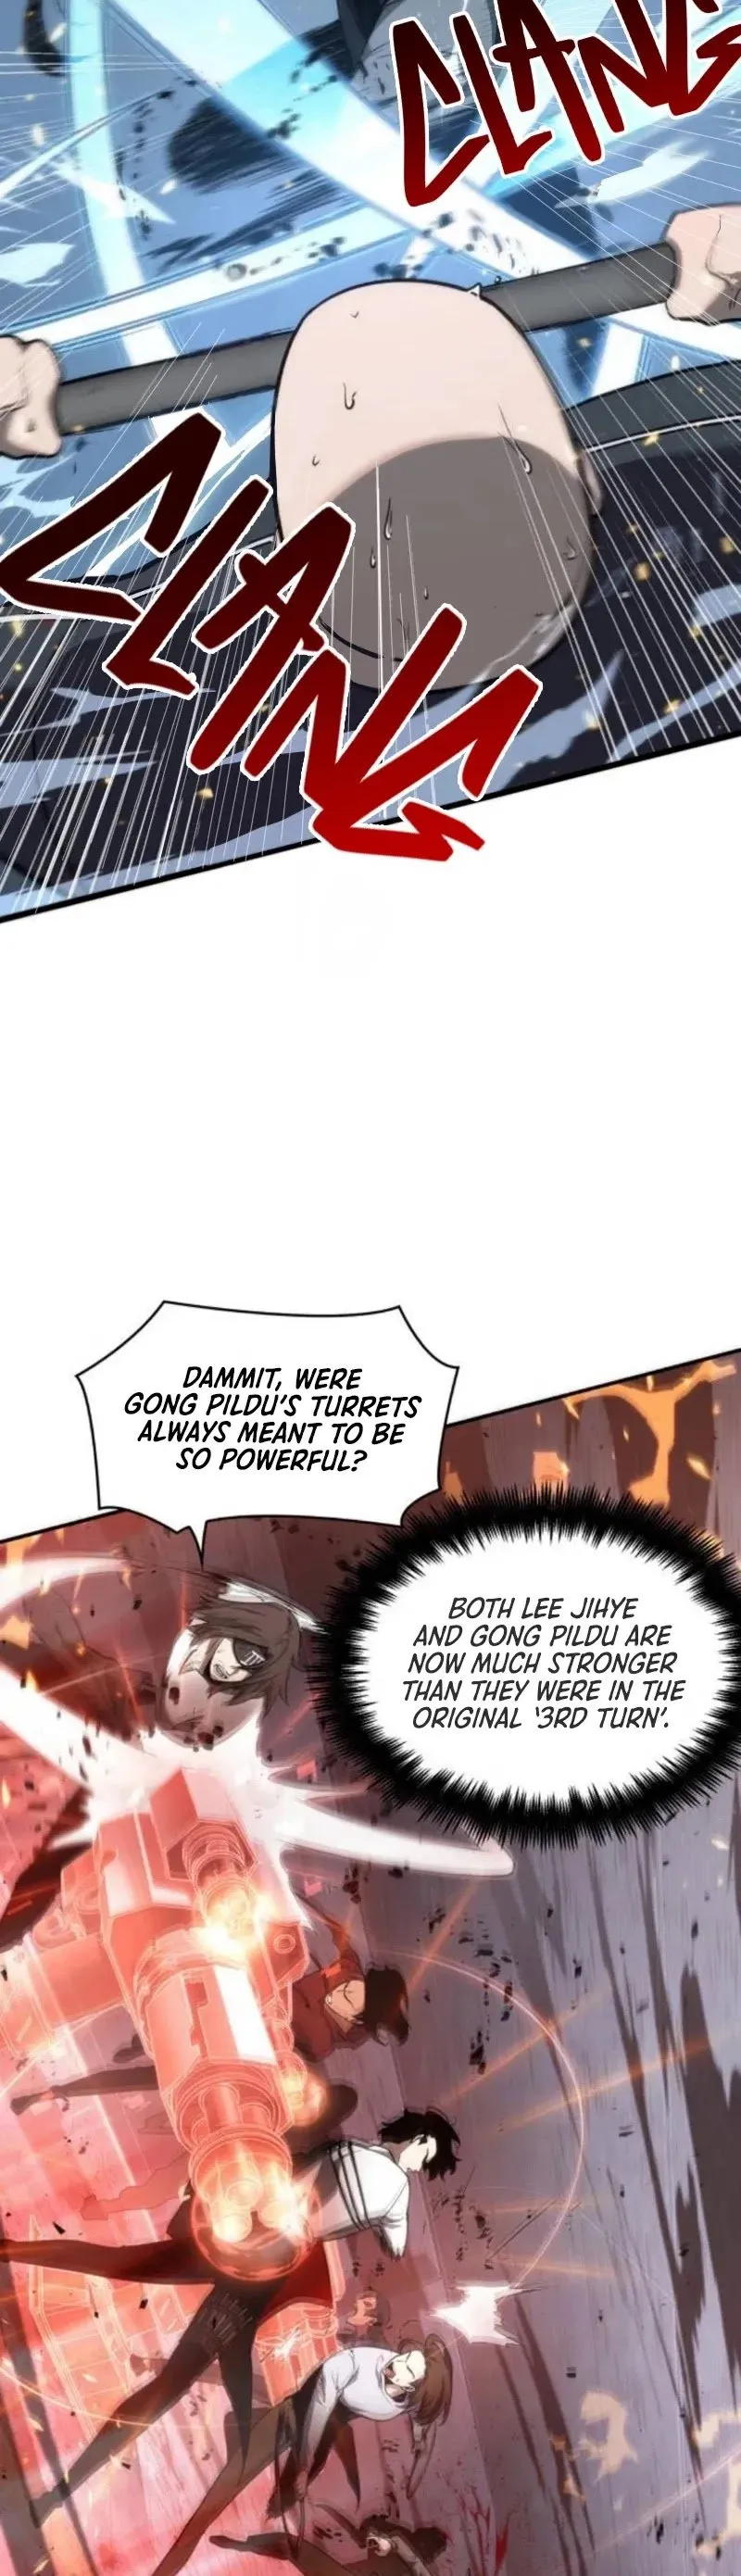 CLANG
CLANG
DAMMIT, WERE
GONG PILDU'S TURRETS
ALWAYS MEANT TO BE
SO POWERFUL?
BOTH LEE JIHYE
AND GONG PILDU ARE
NOW MUCH STRONGER
THAN THEY WERE IN THE
ORIGINAL '3RD TURN'.